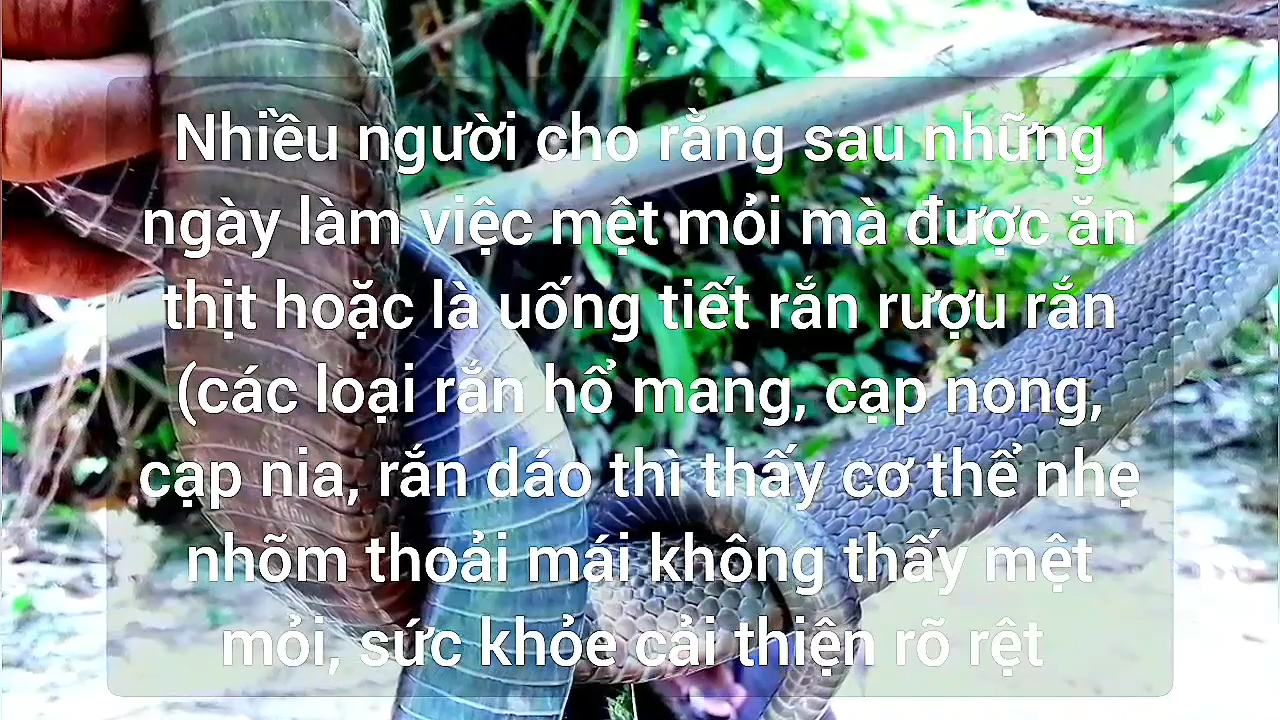 Nhiều người cho rằng sau những
ngày làm việc mệt mỏi mà được ăn
thịt hoặc là uống tiết rắn rượu rắn
(các loại rắn hổ mang, cạp nong,
cạp nia, rắn dáo thì thấy cơ thể nhẹ
nhõm thoải mái không thấy mệt
mỏi, sức khỏe cải thiện rõ rệt